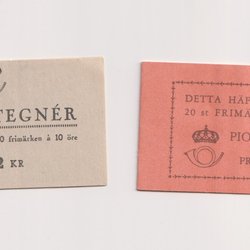 TEGNÉR
0 frimärken à 10 öre
2 KR
DETTA HÄF
20 st FRIMÄ
PIO
PR